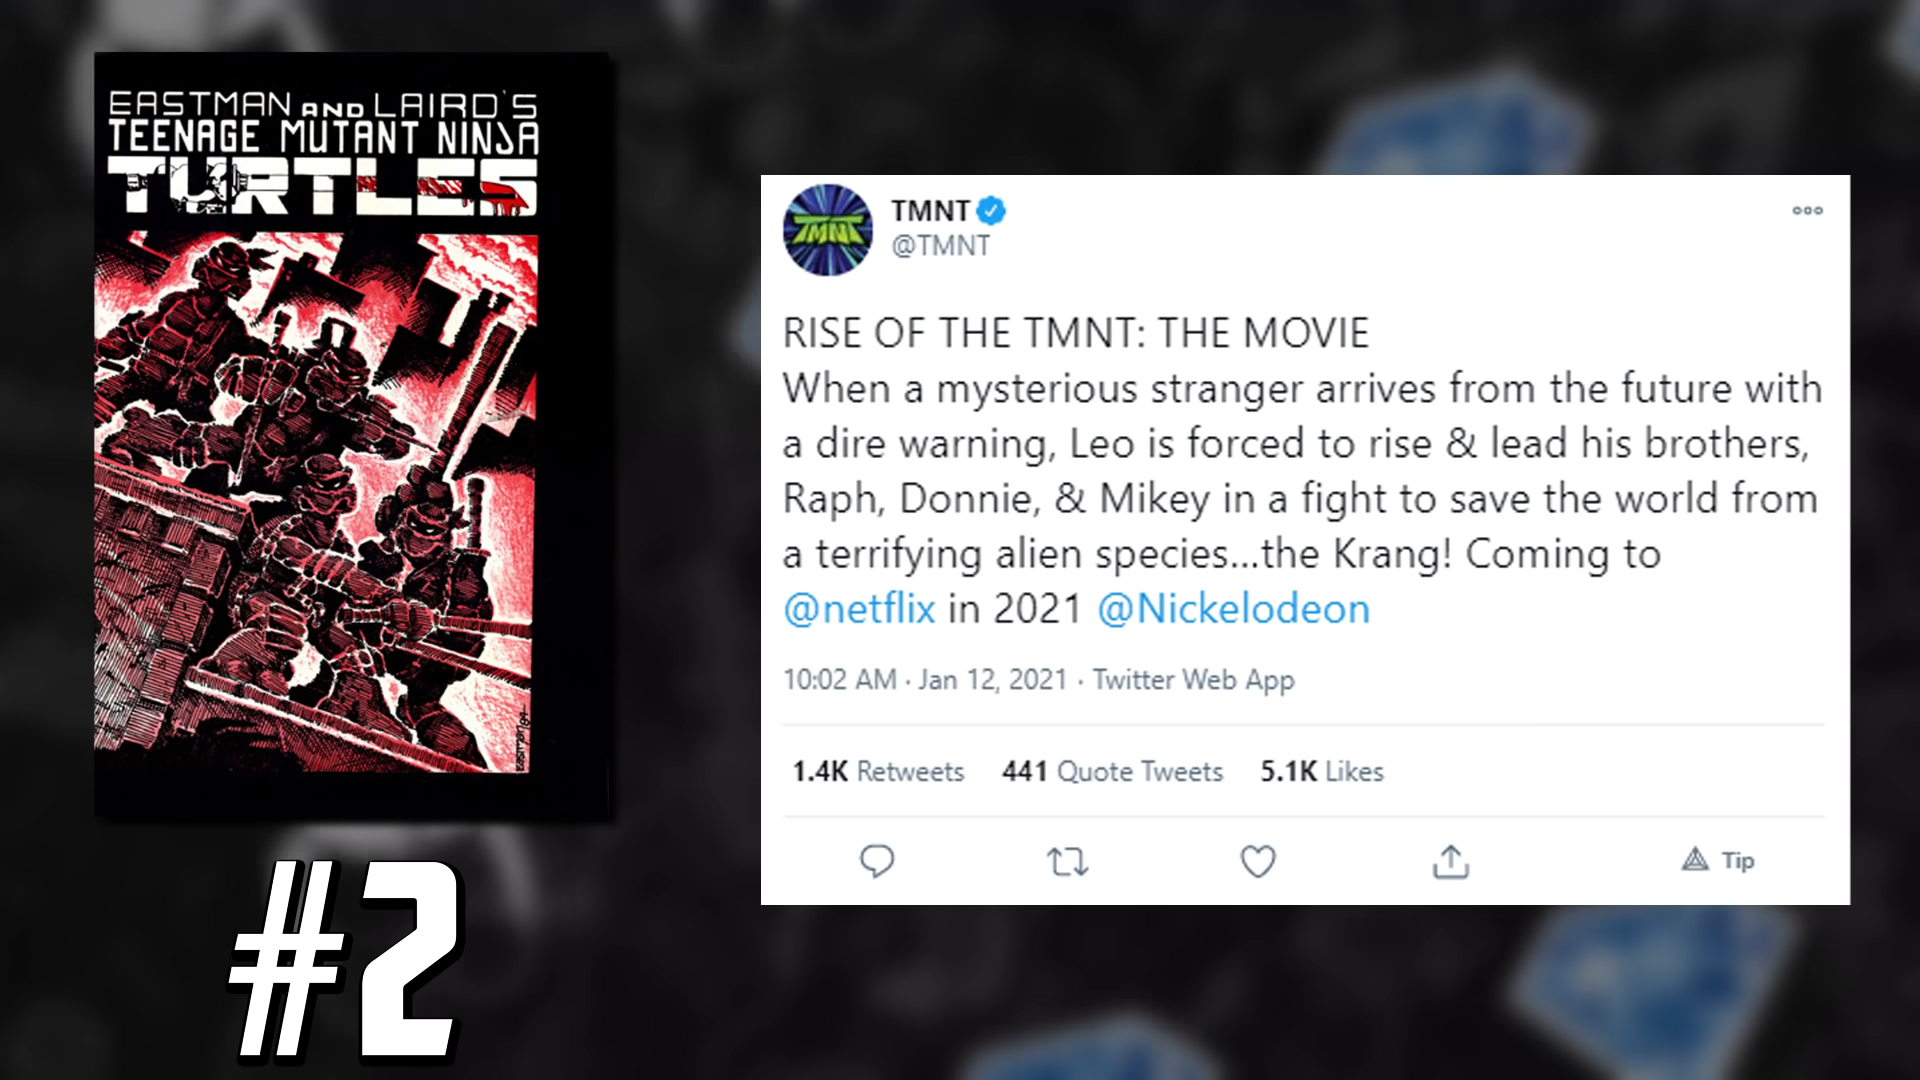 EASTMAN AND LAIRD'S
TEENAGE MUTANT NINJA
TURTLES
EASTMAN 84
#2
TMNT
TMNT
@TMNT
RISE OF THE TMNT: THE MOVIE
When a mysterious stranger arrives from the future with
a dire warning, Leo is forced to rise & lead his brothers,
Raph, Donnie, & Mikey in a fight to save the world from
a terrifying alien species...the Krang! Coming to
@netflix in 2021 @Nickelodeon
10:02 AM · Jan 12, 2021 · Twitter Web App
1.4K Retweets 441 Quote Tweets 5.1K Likes
Tip